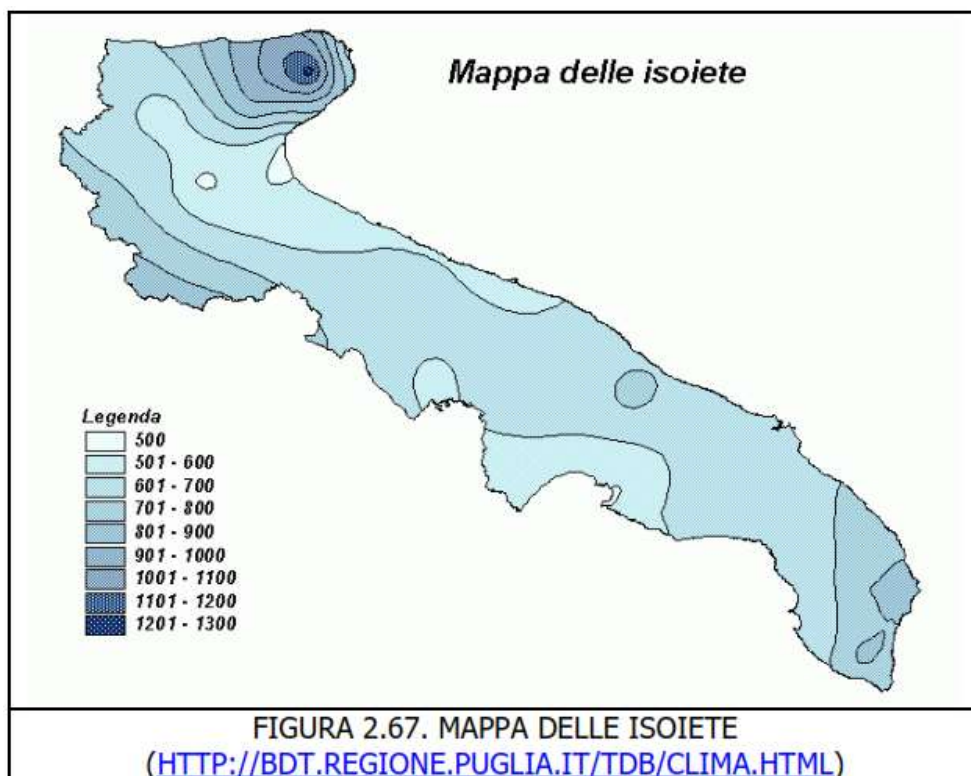 Mappa delle isoiete
Legenda
500
501 - 600
601 - 700
701 - 800
801 - 900
901 - 1000
1001 - 1100
1101 - 1200
1201 - 1300
FIGURA 2.67. MAPPA DELLE ISOIETE
(HTTP://BDT.REGIONE.PUGLIA.IT/TDB/CLIMA.HTML)